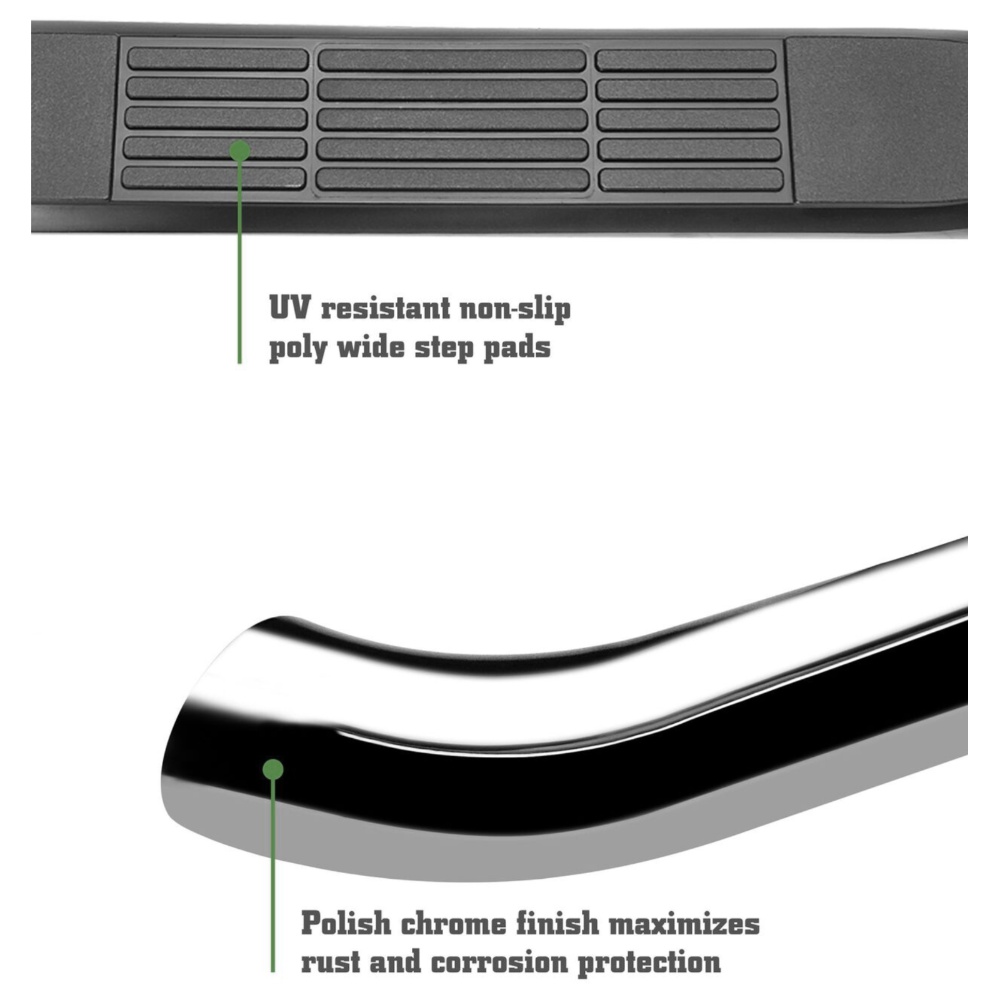 UV resistant non-slip
poly wide step pads
Polish chrome finish maximizes
rust and corrosion protection